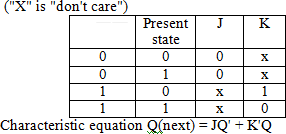 ("X" is "don't care")
Present state J K
0 0 0 x
0 1 0 x
1 0 x 1
1 1 x 0
Characteristic equation Q(next) = JQ' + K'Q